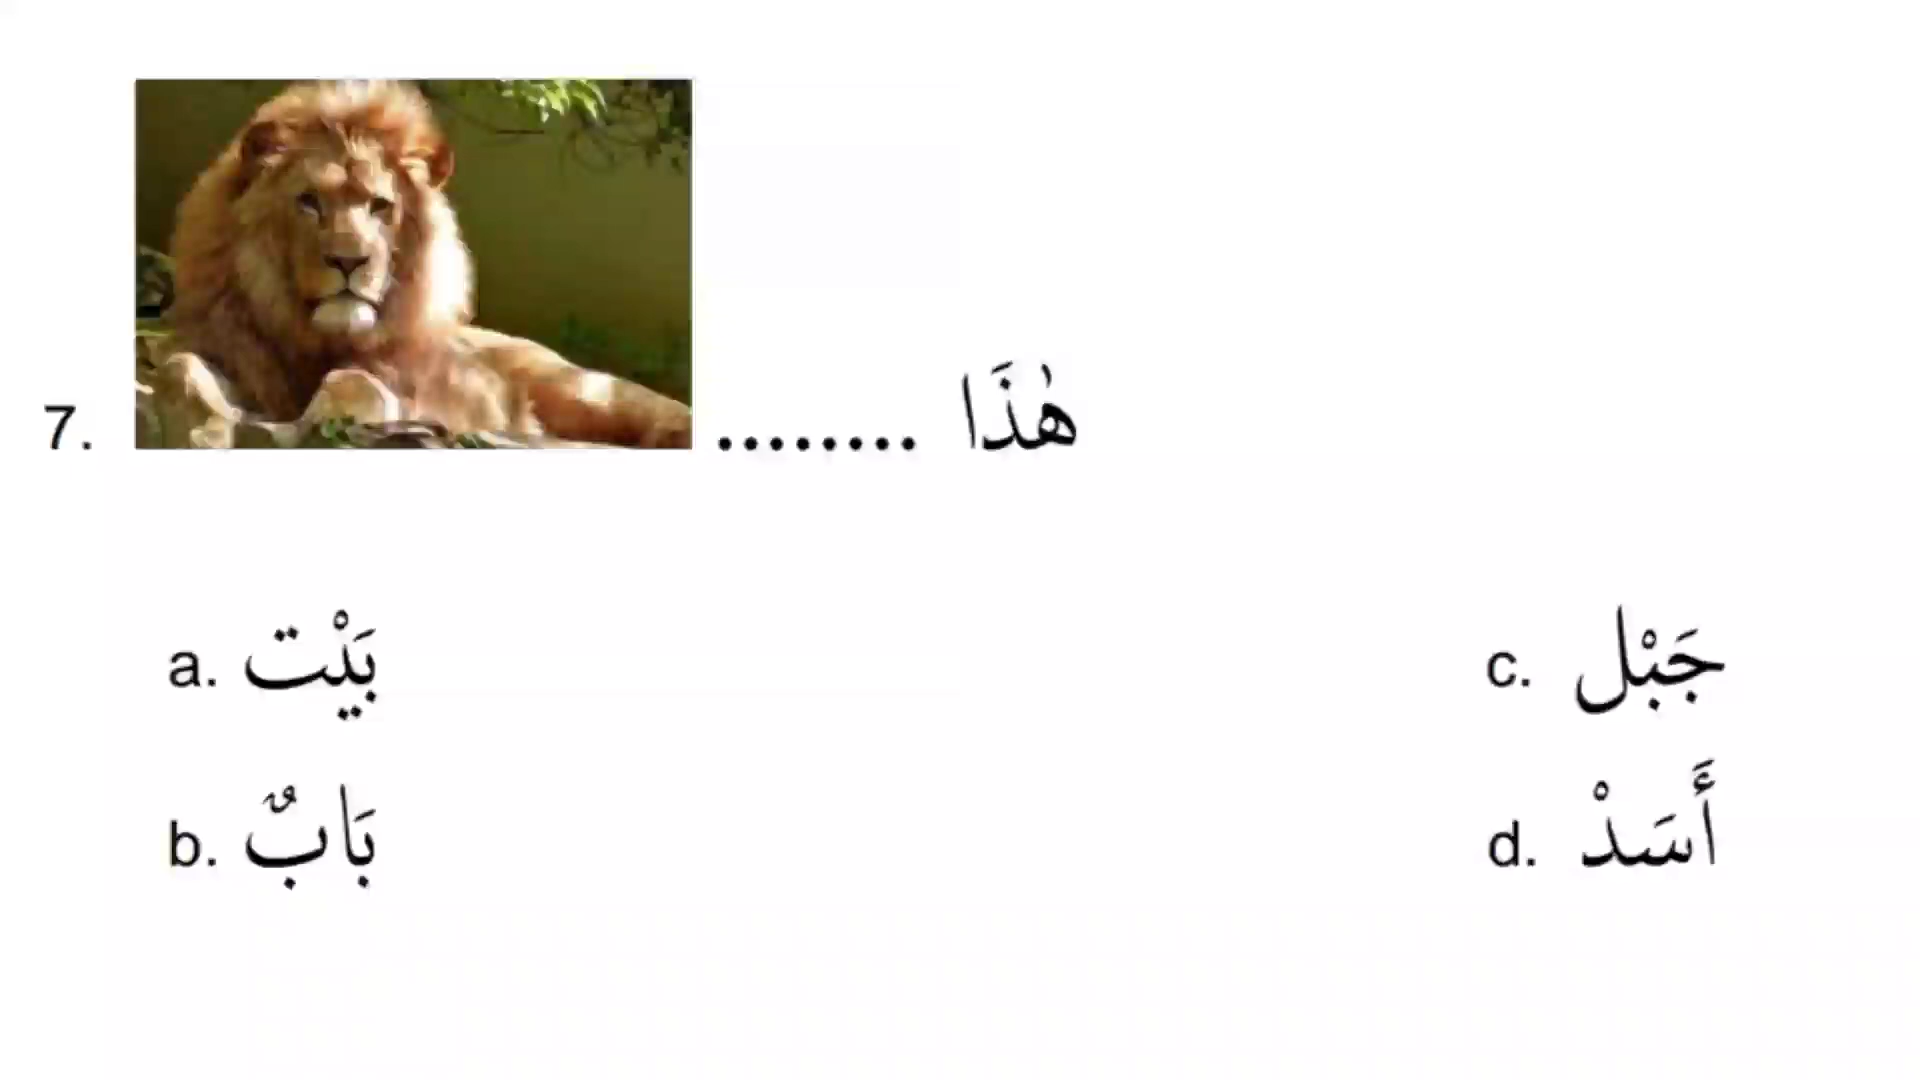 7. هٰذَا ........
a. بَيْت
c. جَبْل
b. بَابٌ
d. أَسَدْ